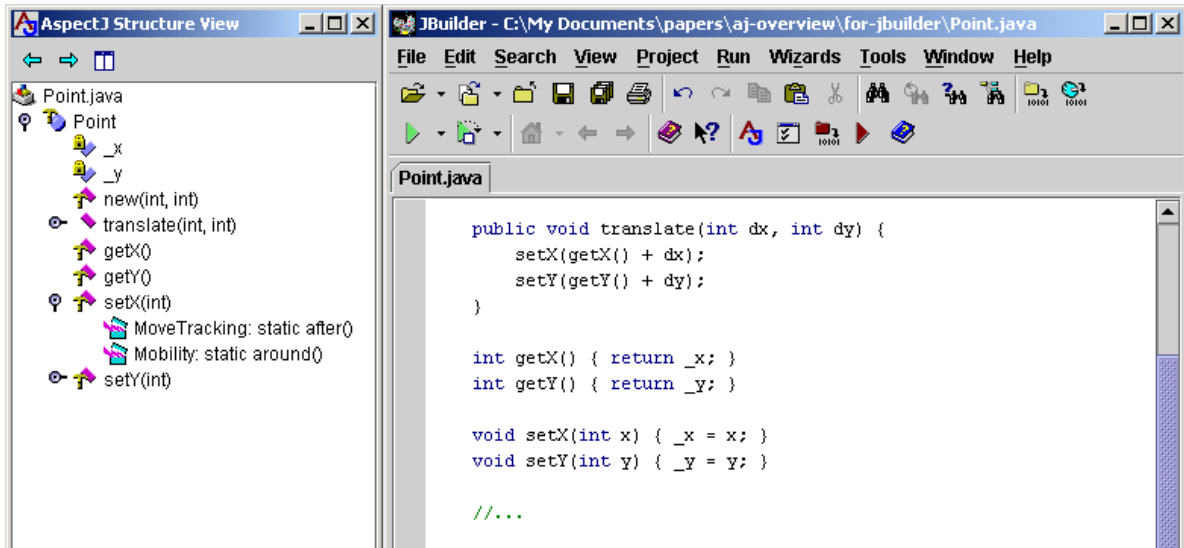 AspectJ Structure View
Point.java
Point
_x
_y
new(int, int)
translate(int, int)
getX()
getY()
setX(int)
MoveTracking: static after()
Mobility: static around()
setY(int)
JBuilder - C:\My Documents\papers\aj-overview\for-jbuilder\Point.java
File Edit Search View Project Run Wizards Tools Window Help
Point.java
public void translate(int dx, int dy) {
setX(getX() + dx);
setY(getY() + dy);
}
int getX() { return _x; }
int getY() { return _y; }
void setX(int x) { _x = x; }
void setY(int y) { _y = y; }
//...